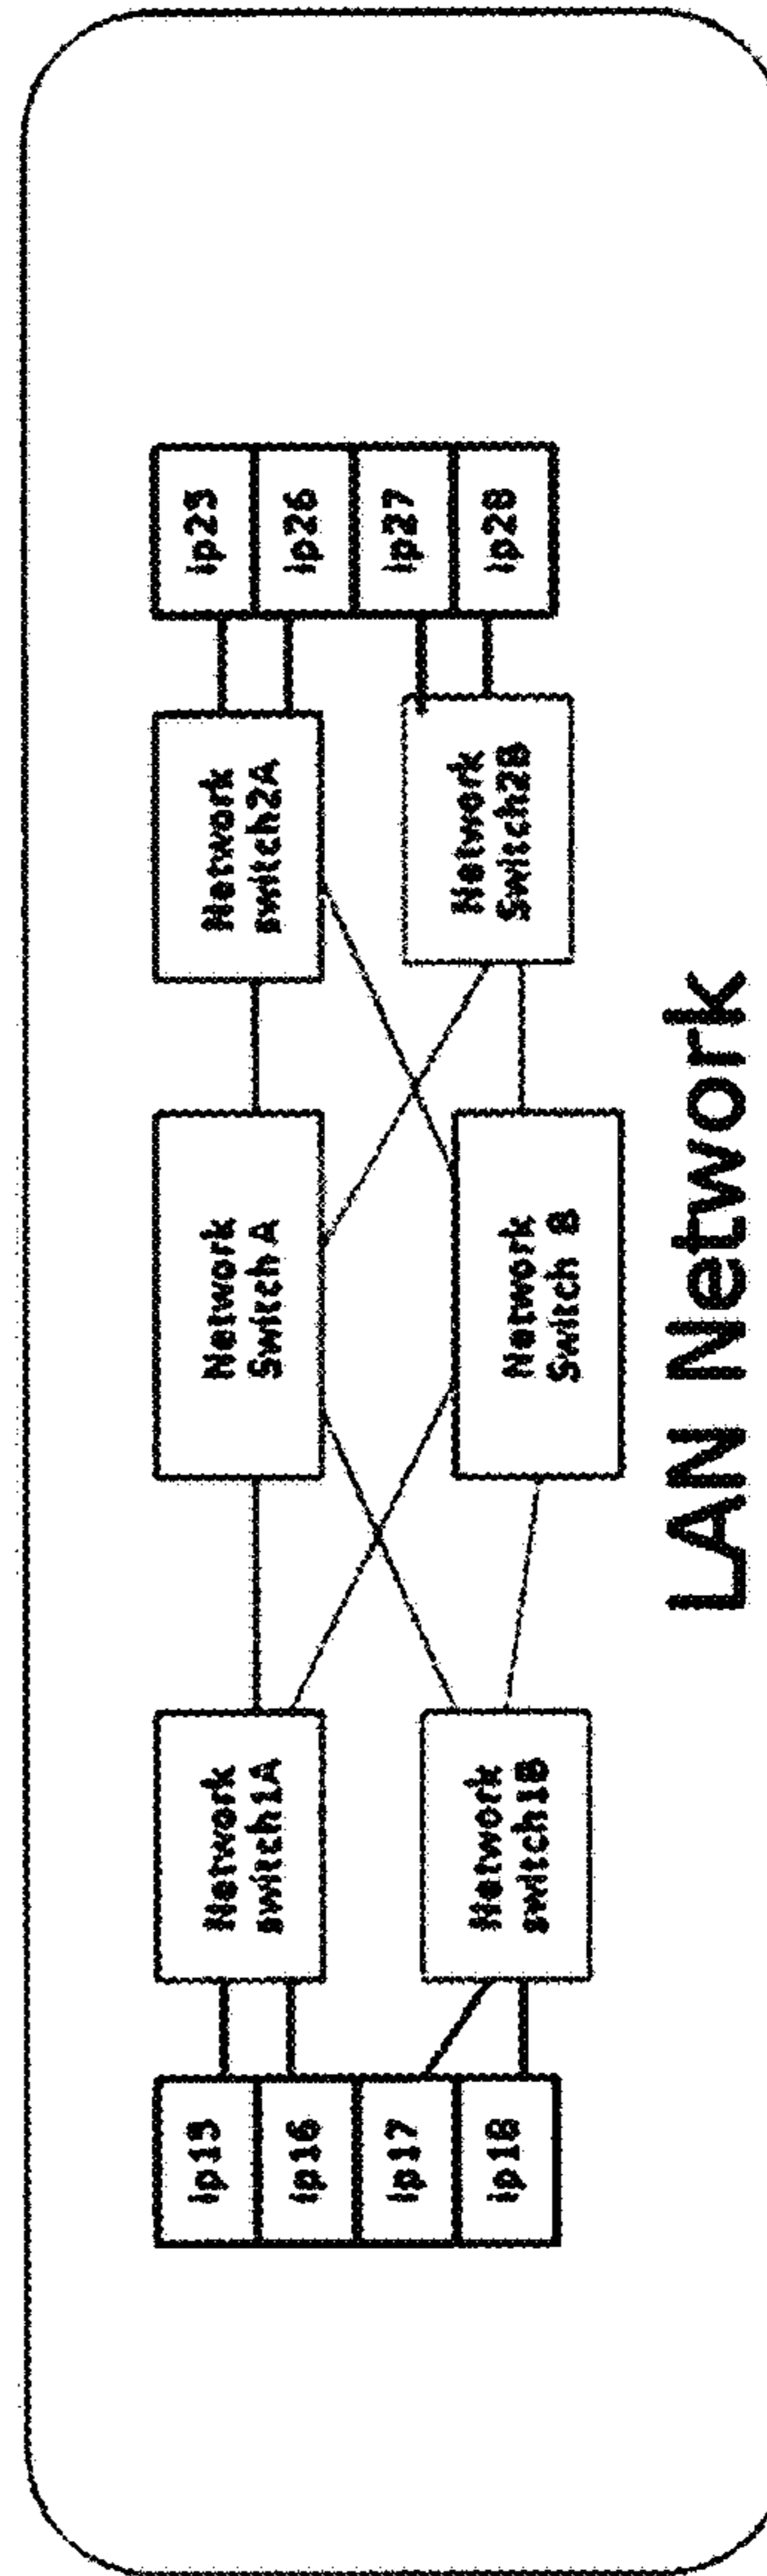 Ip15
Ip16
Ip17
Ip18
Network
switch1A
Network
switch1B
Network
Switch A
Network
Switch B
Network
switch2A
Network
Switch2B
Ip25
Ip26
Ip27
Ip28
LAN Network